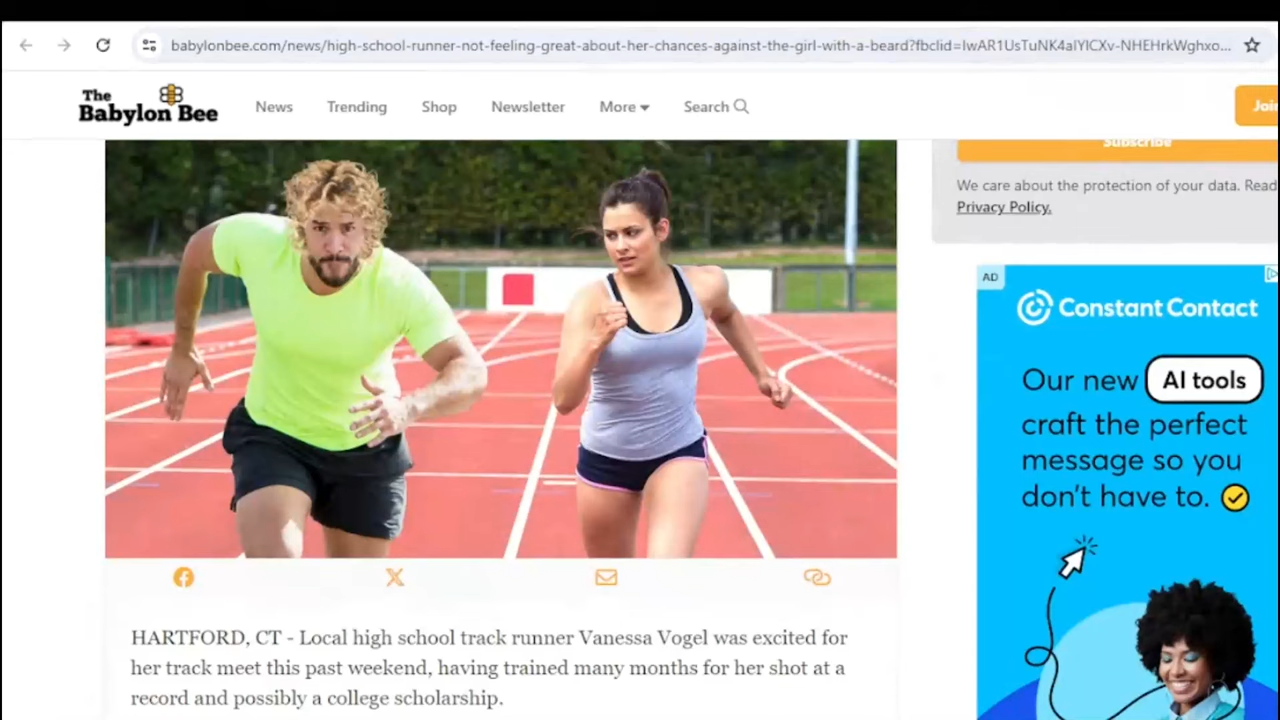 babylonbee.com/news/high-school-runner-not-feeling-great-about-her-chances-against-the-girl-with-a-beard?fbclid=IwAR1UsTuNK4alYICXv-NHEHrkWghxo...
The
Babylon Bee
News
Trending
Shop
Newsletter
More
Search
Join
Subscribe
We care about the protection of your data. Read
Privacy Policy.
AD
Constant Contact
Our new AI tools
craft the perfect
message so you
don't have to.
HARTFORD, CT - Local high school track runner Vanessa Vogel was excited for
her track meet this past weekend, having trained many months for her shot at a
record and possibly a college scholarship.